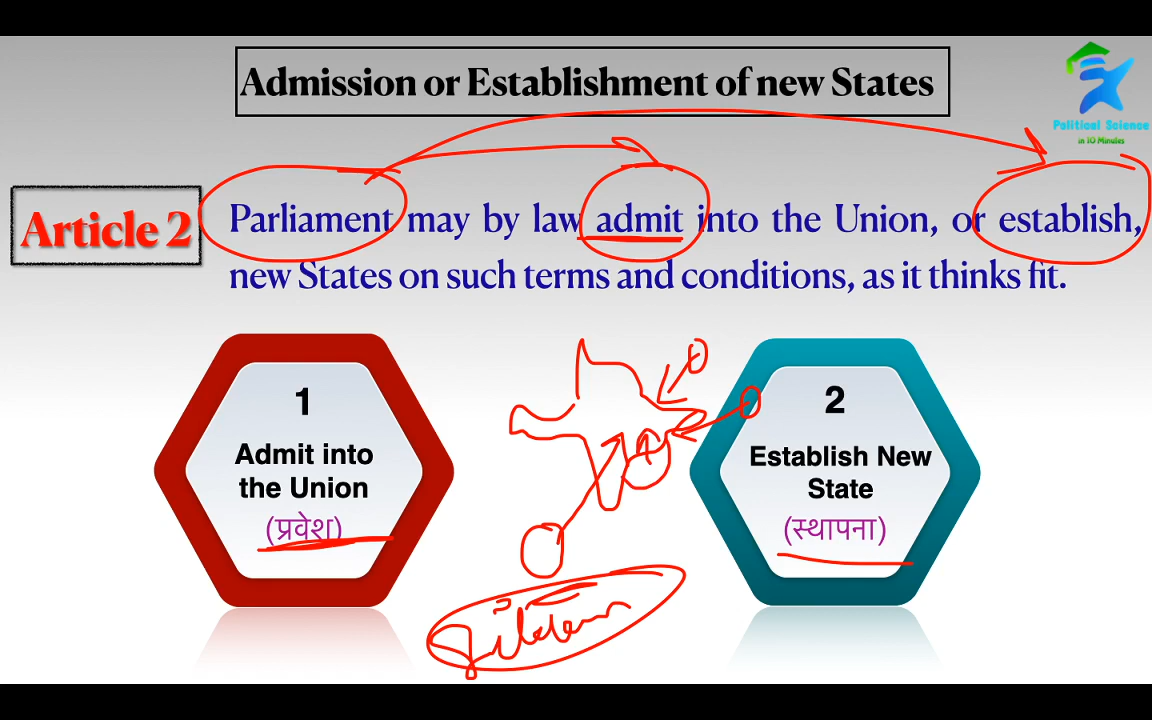 Admission or Establishment of new States
Political Science
in 10 Minutes
Article 2
Parliament may by law admit into the Union, or establish,
new States on such terms and conditions, as it thinks fit.
1
Admit into
the Union
(प्रवेश)
2
Establish New
State
(स्थापना)